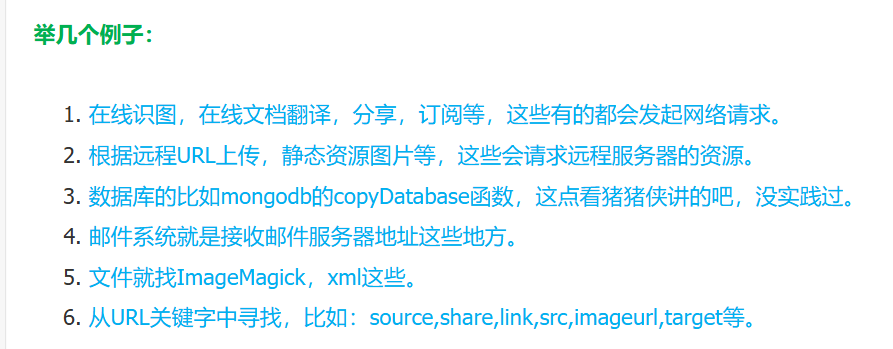 举几个例子：
1. 在线识图，在线文档翻译，分享，订阅等，这些有的都会发起网络请求。
2. 根据远程URL上传，静态资源图片等，这些会请求远程服务器的资源。
3. 数据库的比如mongodb的copyDatabase函数，这点看猪猪侠讲的吧，没实践过。
4. 邮件系统就是接收邮件服务器地址这些地方。
5. 文件就找ImageMagick，xml这些。
6. 从URL关键字中寻找，比如：source,share,link,src,imageurl,target等。